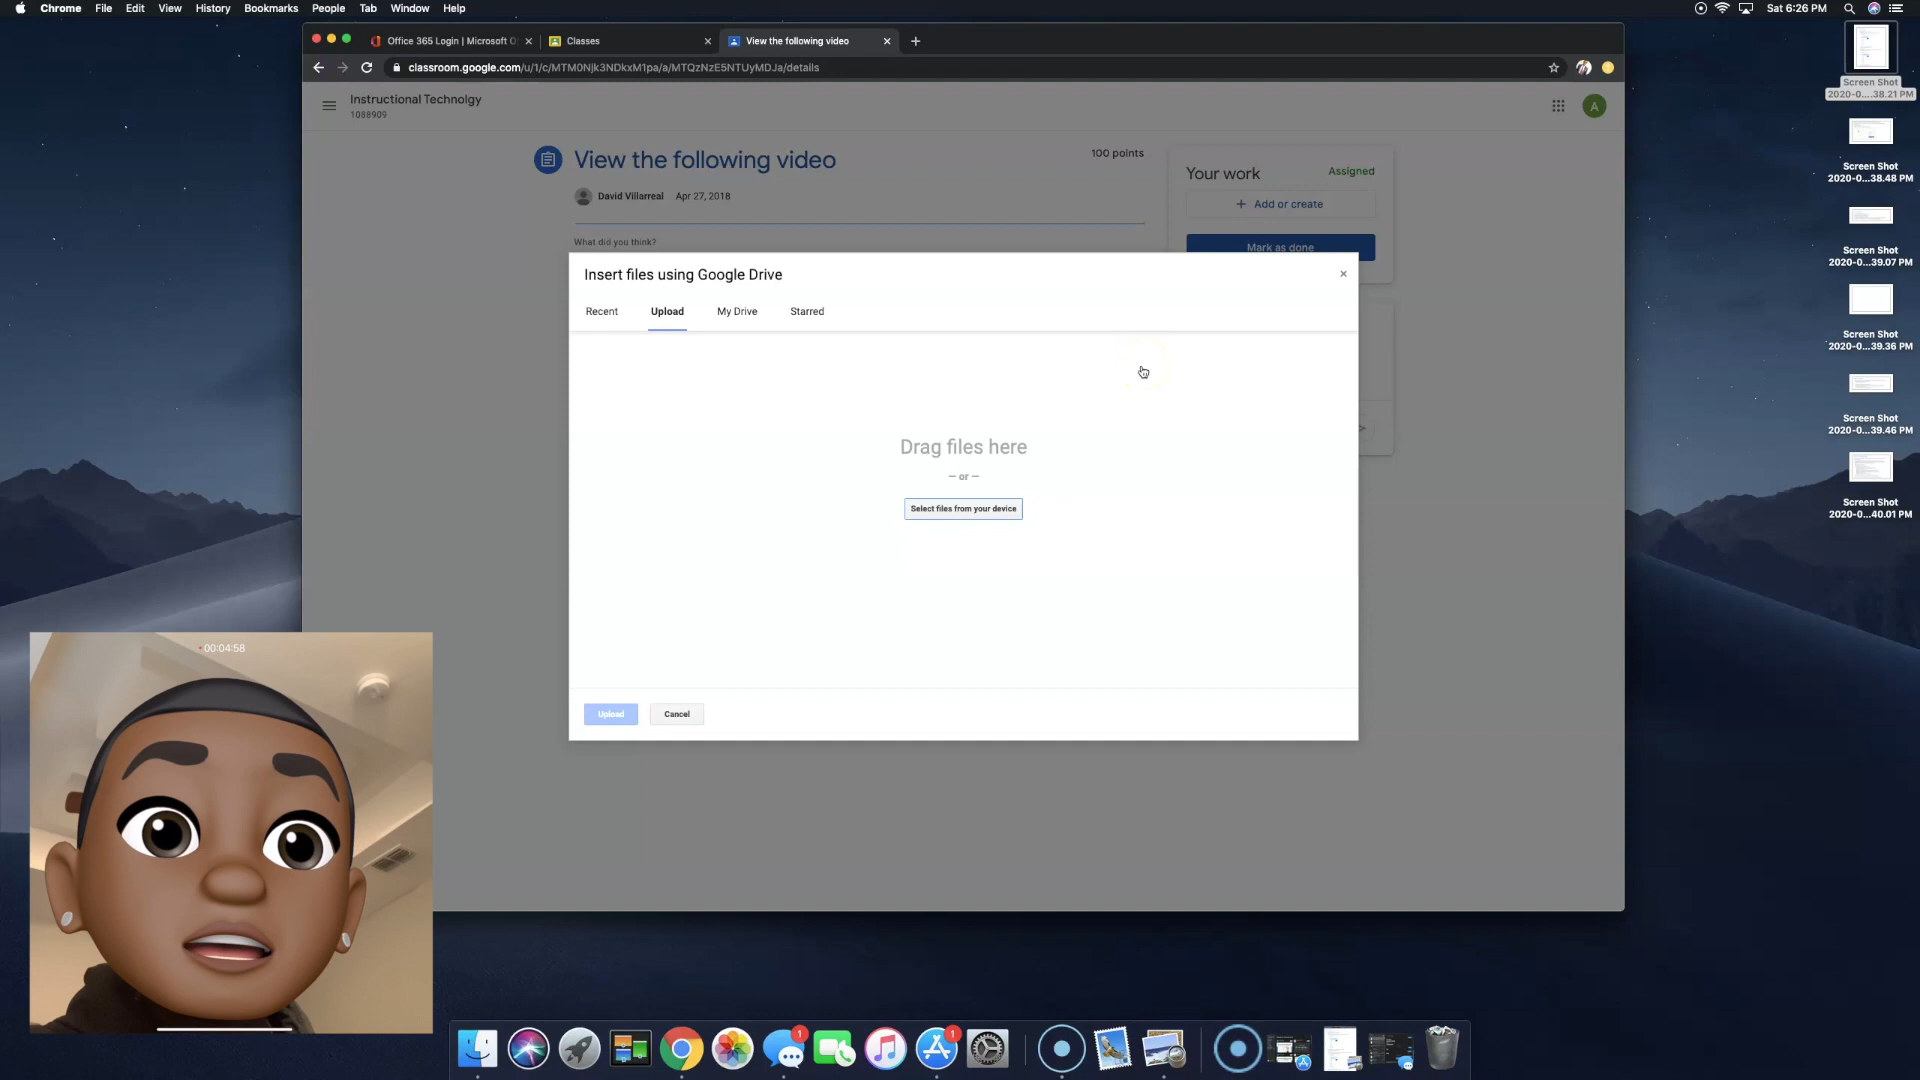 Chrome File Edit View History Bookmarks People Tab Window Help
Sat 6:26 PM
Office 365 Login | Microsoft O
Classes
View the following video
classroom.google.com/u/1/c/MTM0Njk3NDkxM1pa/a/MTQzNzE5NTUyMDJa/details
Instructional Technolgy
1088909
A
View the following video
100 points
David Villarreal Apr 27, 2018
What did you think?
Your work
Assigned
+ Add or create
Mark as done
Insert files using Google Drive
×
Recent Upload My Drive Starred
Drag files here
— or —
Select files from your device
Upload Cancel
Screen Shot
2020-0....38.21 PM
Screen Shot
2020-0...38.48 PM
Screen Shot
2020-0...39.07 PM
Screen Shot
2020-0...39.36 PM
Screen Shot
2020-0...39.46 PM
Screen Shot
2020-0...40.01 PM
00:04:58
1
1